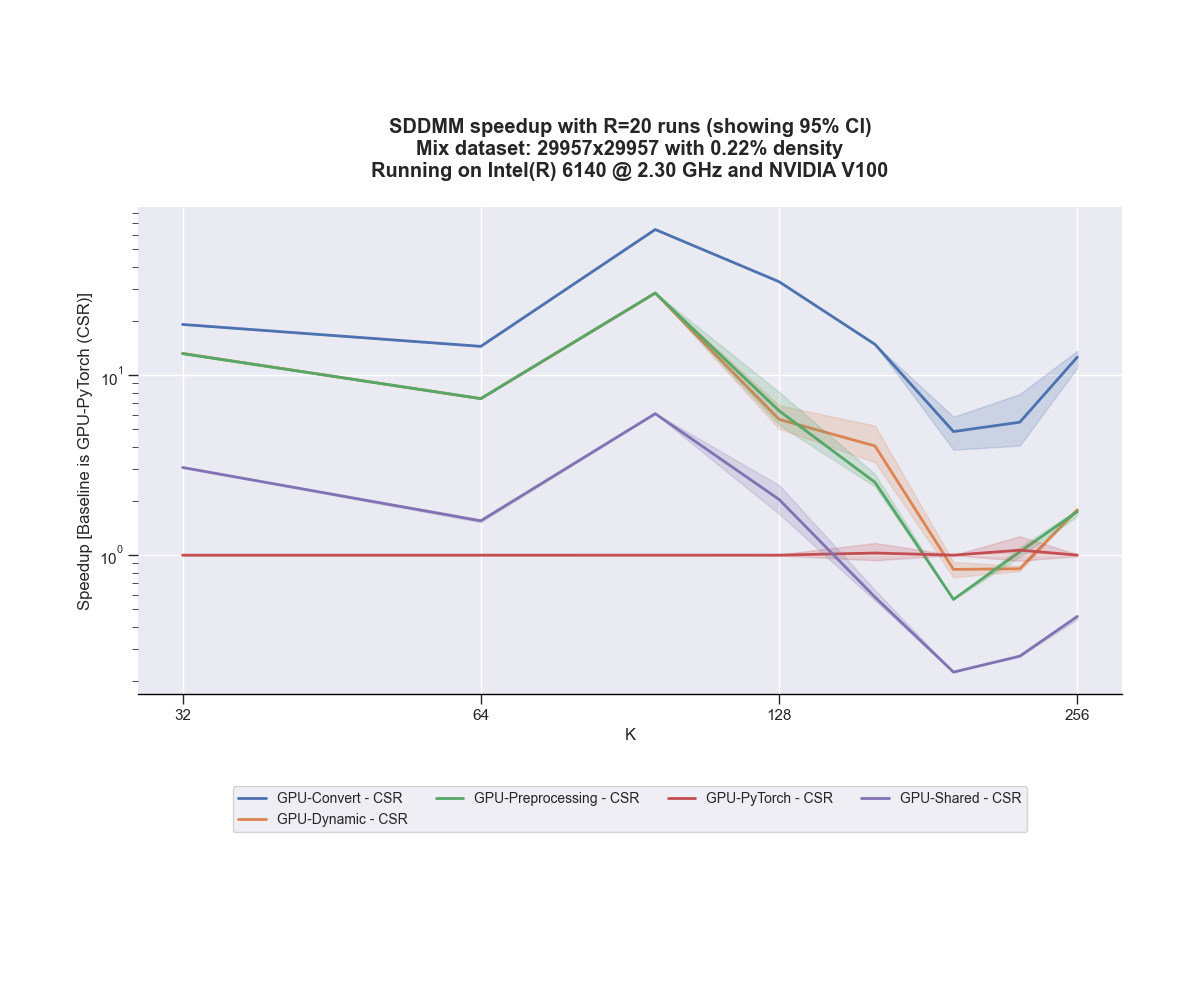 SDDMM speedup with R=20 runs (showing 95% CI)
Mix dataset: 29957x29957 with 0.22% density
Running on Intel(R) 6140 @ 2.30 GHz and NVIDIA V100
Speedup [Baseline is GPU-PyTorch (CSR)]
10¹
10⁰
32 64 128 256
K
GPU-Convert - CSR GPU-Preprocessing - CSR GPU-PyTorch - CSR GPU-Shared - CSR
GPU-Dynamic - CSR